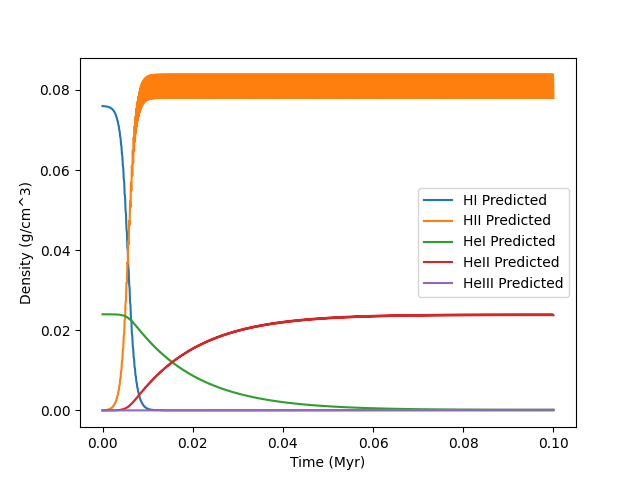 0.08
0.06
0.04
0.02
0.00
Density (g/cm^3)
HI Predicted
HII Predicted
HeI Predicted
HeII Predicted
HeIII Predicted
0.00 0.02 0.04 0.06 0.08 0.10
Time (Myr)